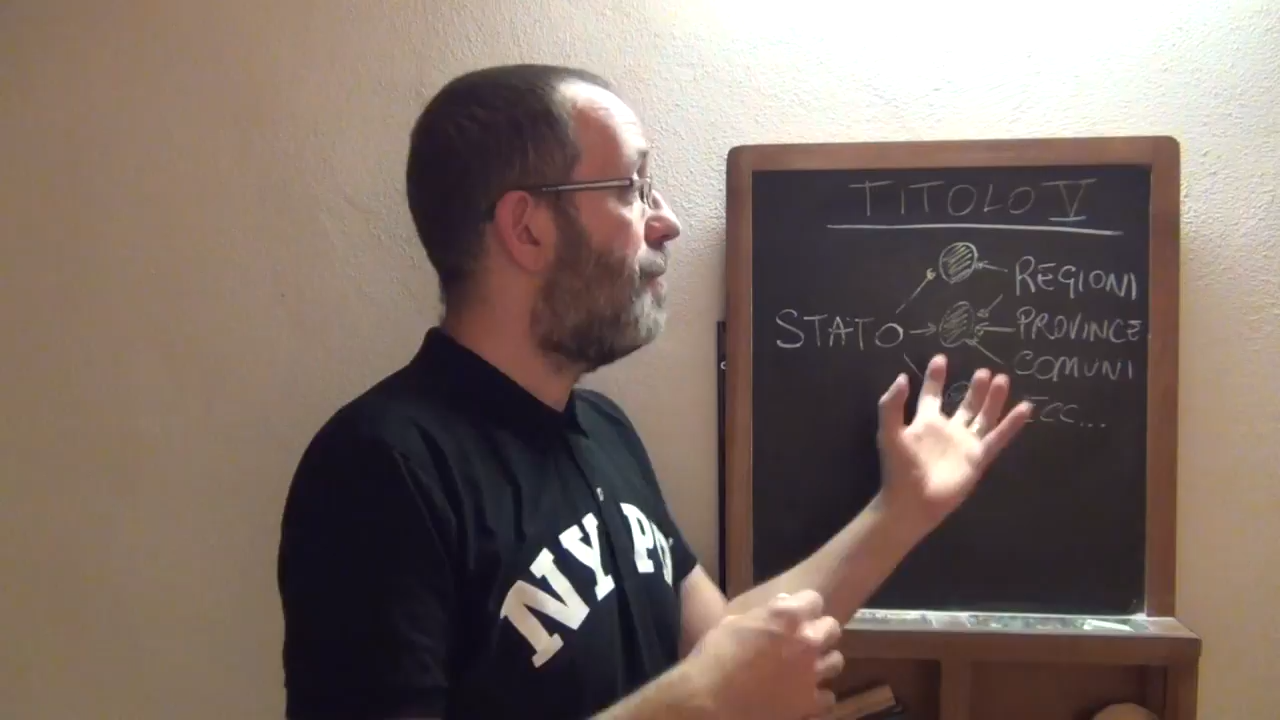 TITOLO V
REGIONI
STATO
PROVINCE
COMUNI
ECC...
NYPD